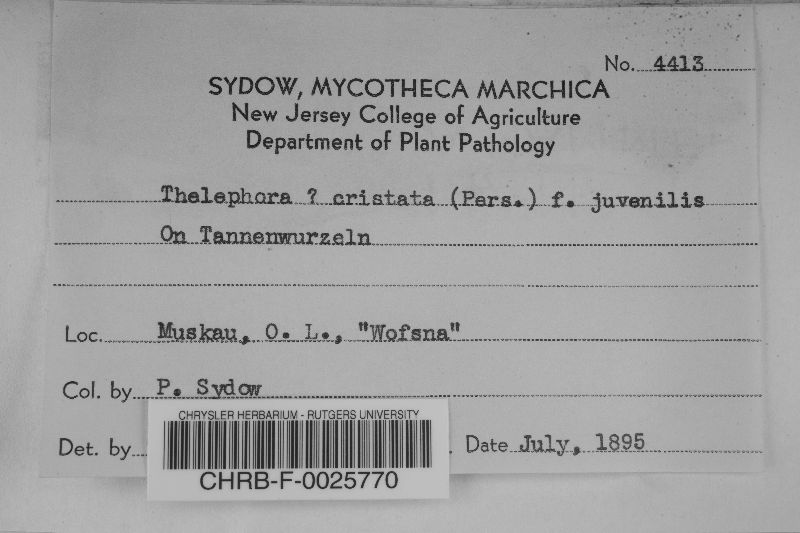 No. 4413
SYDOW, MYCOTHECA MARCHICA
New Jersey College of Agriculture
Department of Plant Pathology
Thelephora ? cristata (Pers.) f. juvenilis
On Tannenwurzeln
Loc. Muskau, O. L., "Wofsna"
Col. by P. Sydow
Det. by . Date July, 1895
CHRYSLER HERBARIUM - RUTGERS UNIVERSITY
CHRB-F-0025770